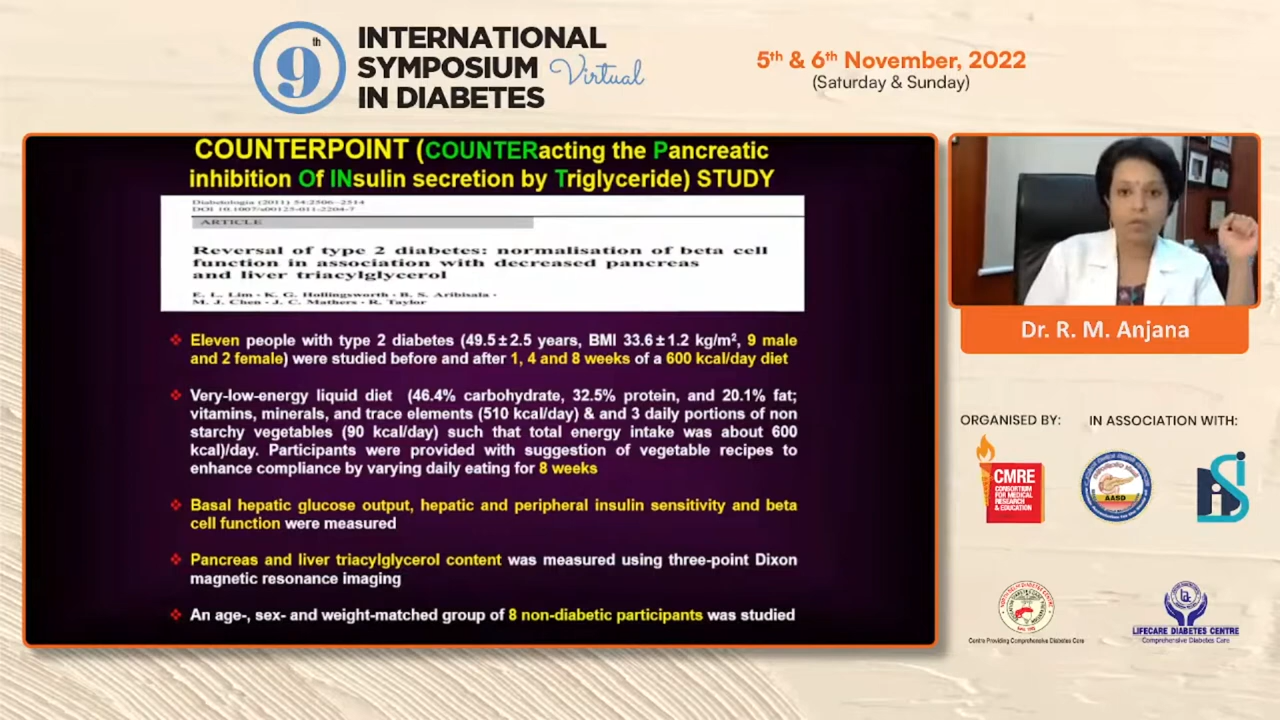 9th
INTERNATIONAL
SYMPOSIUM Virtual
IN DIABETES
5th & 6th November, 2022
(Saturday & Sunday)
COUNTERPOINT (COUNTERacting the Pancreatic
inhibition Of INsulin secretion by Triglyceride) STUDY
Diabetologia (2011) 54:2506–2514
DOI 10.1007/s00125-011-2204-7
ARTICLE
Reversal of type 2 diabetes: normalisation of beta cell
function in association with decreased pancreas
and liver triacylglycerol
E. L. Lim · K. G. Hollingsworth · B. S. Aribisala ·
M. J. Chen · J. C. Mathers · R. Taylor
❖ Eleven people with type 2 diabetes (49.5±2.5 years, BMI 33.6±1.2 kg/m², 9 male
and 2 female) were studied before and after 1, 4 and 8 weeks of a 600 kcal/day diet
❖ Very-low-energy liquid diet (46.4% carbohydrate, 32.5% protein, and 20.1% fat;
vitamins, minerals, and trace elements (510 kcal/day) & and 3 daily portions of non
starchy vegetables (90 kcal/day) such that total energy intake was about 600
kcal)/day. Participants were provided with suggestion of vegetable recipes to
enhance compliance by varying daily eating for 8 weeks
❖ Basal hepatic glucose output, hepatic and peripheral insulin sensitivity and beta
cell function were measured
❖ Pancreas and liver triacylglycerol content was measured using three-point Dixon
magnetic resonance imaging
❖ An age-, sex- and weight-matched group of 8 non-diabetic participants was studied
Dr. R. M. Anjana
ORGANISED BY:
IN ASSOCIATION WITH:
CMRE
CONSORTIUM
FOR MEDICAL
RESEARCH
& EDUCATION
AASD
Centre Providing Comprehensive Diabetes Care
LIFECARE DIABETES CENTRE
Comprehensive Diabetes Care